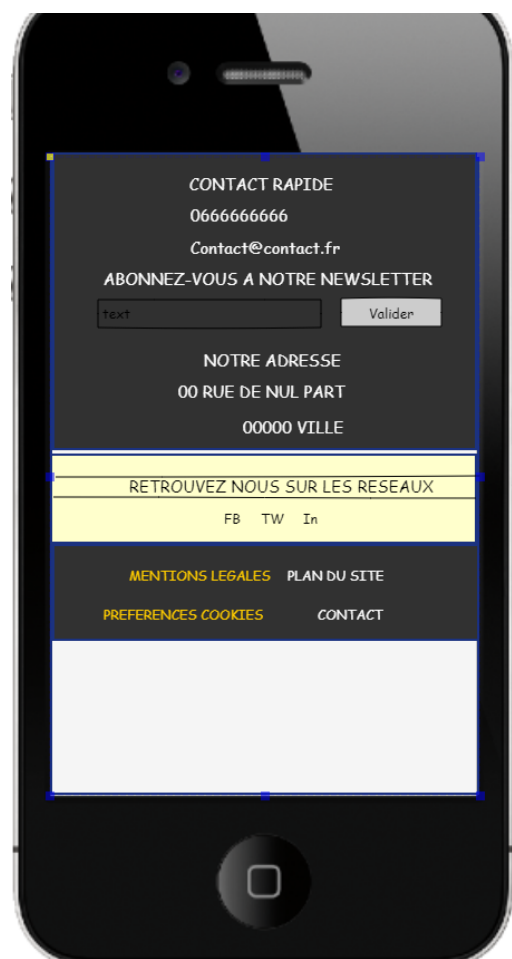 CONTACT RAPIDE
0666666666
Contact@contact.fr
ABONNEZ-VOUS A NOTRE NEWSLETTER
text Valider
NOTRE ADRESSE
00 RUE DE NUL PART
00000 VILLE
RETROUVEZ NOUS SUR LES RESEAUX
FB TW In
MENTIONS LEGALES PLAN DU SITE
PREFERENCES COOKIES CONTACT